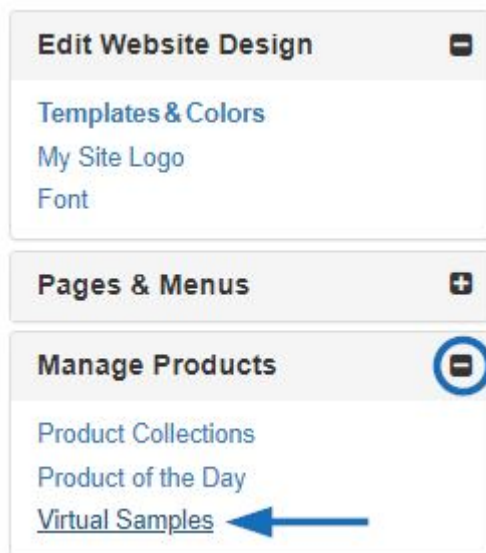 Edit Website Design
Templates & Colors
My Site Logo
Font
Pages & Menus
Manage Products
Product Collections
Product of the Day
Virtual Samples